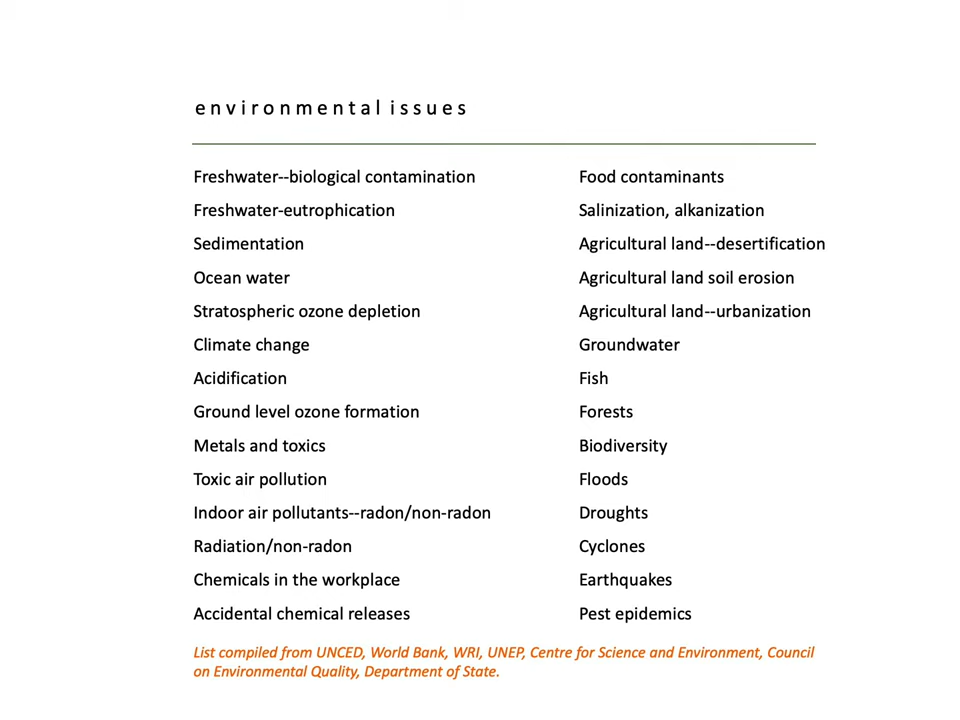 environmental issues
Freshwater--biological contamination
Freshwater-eutrophication
Sedimentation
Ocean water
Stratospheric ozone depletion
Climate change
Acidification
Ground level ozone formation
Metals and toxics
Toxic air pollution
Indoor air pollutants--radon/non-radon
Radiation/non-radon
Chemicals in the workplace
Accidental chemical releases
Food contaminants
Salinization, alkanization
Agricultural land--desertification
Agricultural land soil erosion
Agricultural land--urbanization
Groundwater
Fish
Forests
Biodiversity
Floods
Droughts
Cyclones
Earthquakes
Pest epidemics
List compiled from UNCED, World Bank, WRI, UNEP, Centre for Science and Environment, Council
on Environmental Quality, Department of State.